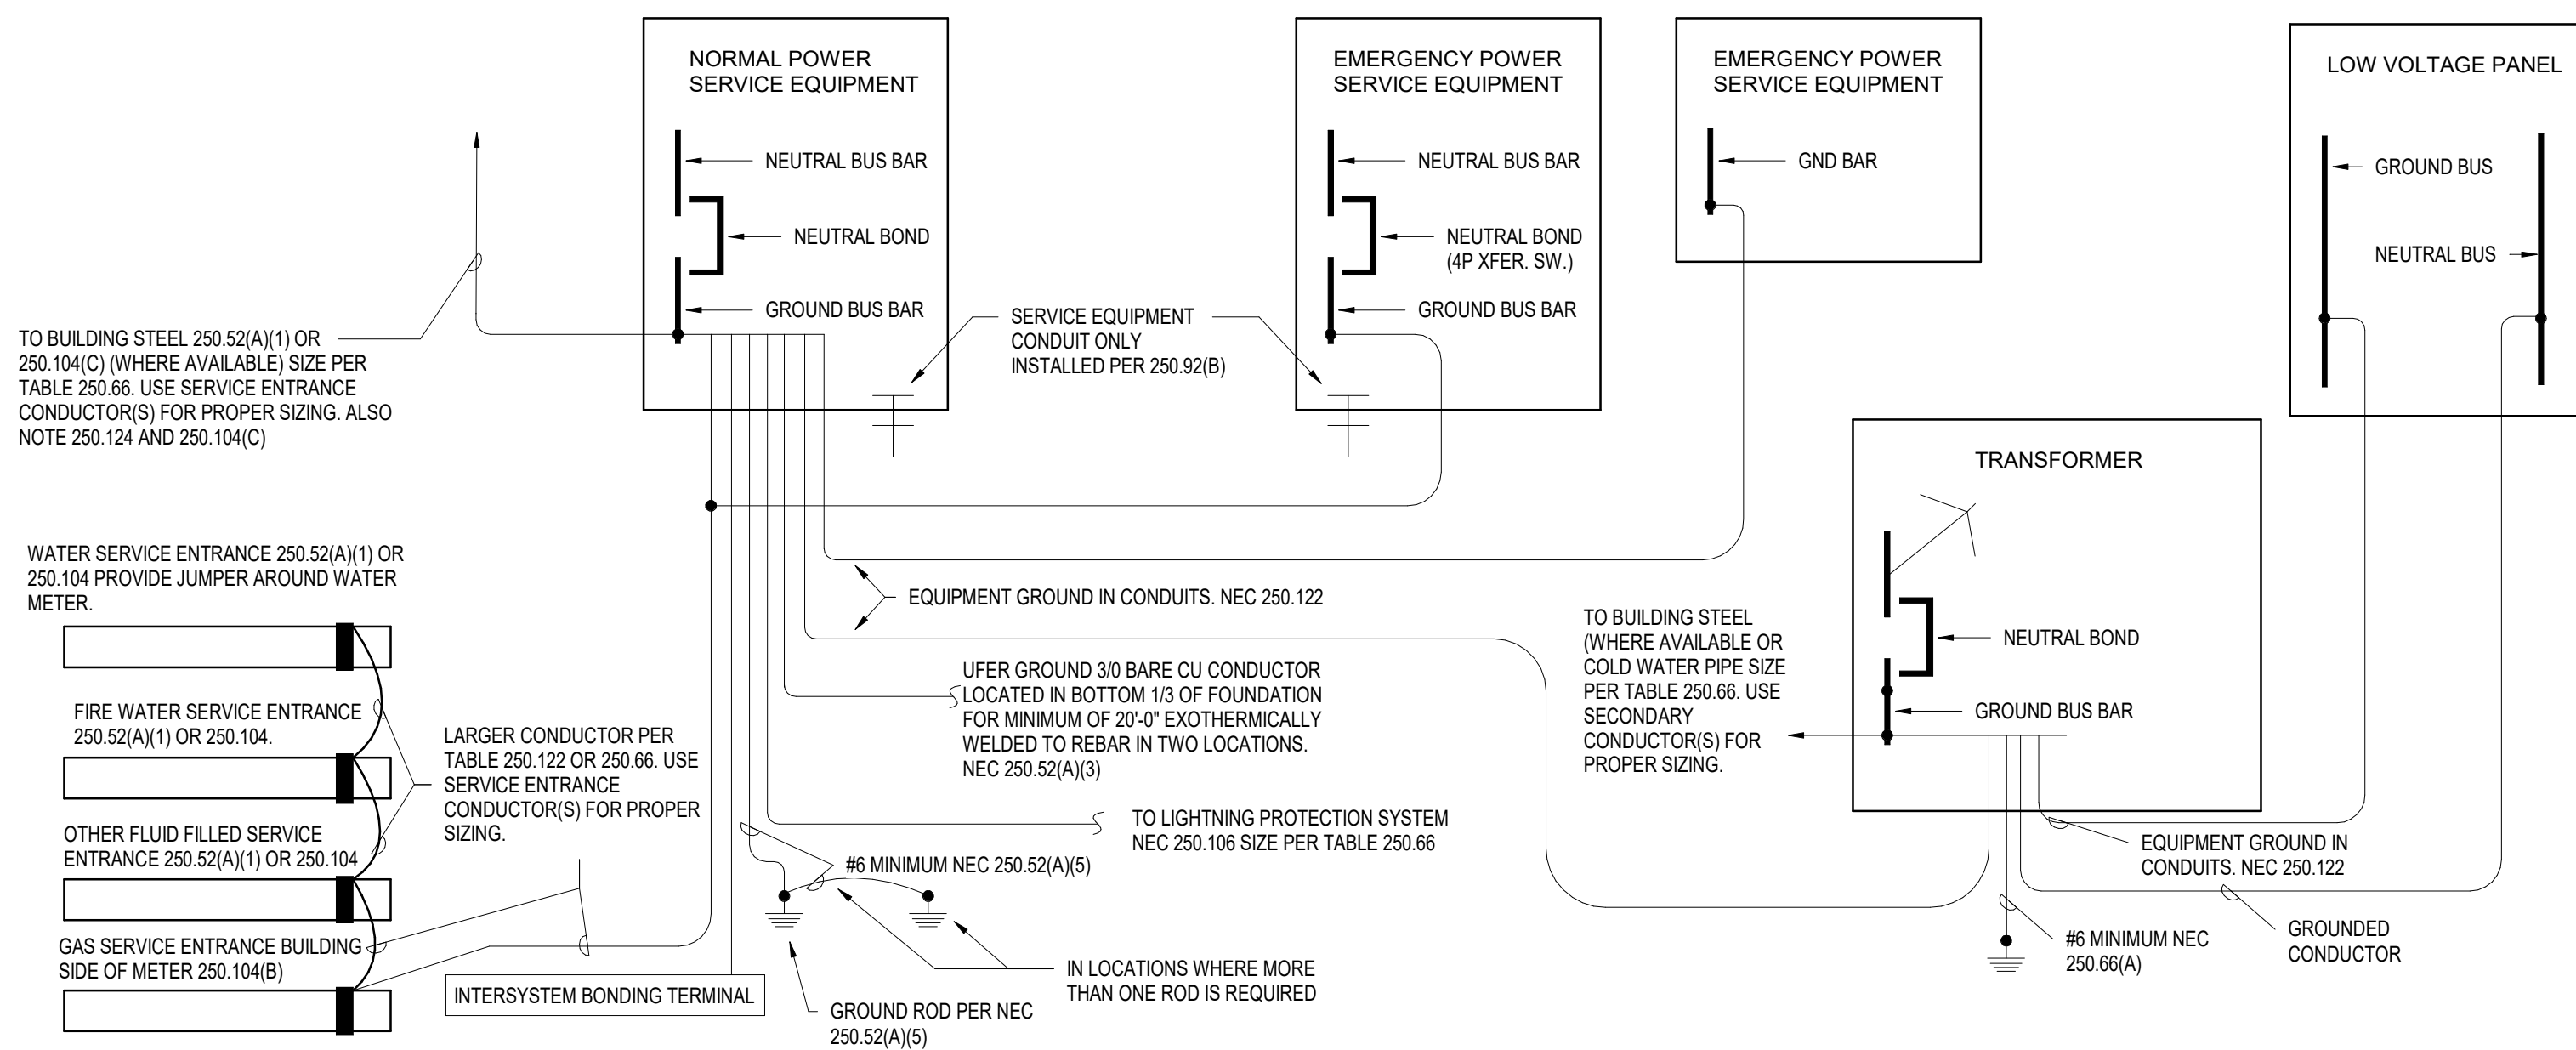 NORMAL POWER
SERVICE EQUIPMENT
NEUTRAL BUS BAR
NEUTRAL BOND
GROUND BUS BAR
EMERGENCY POWER
SERVICE EQUIPMENT
NEUTRAL BUS BAR
NEUTRAL BOND
(4P XFER. SW.)
GROUND BUS BAR
EMERGENCY POWER
SERVICE EQUIPMENT
GND BAR
LOW VOLTAGE PANEL
GROUND BUS
NEUTRAL BUS
SERVICE EQUIPMENT
CONDUIT ONLY
INSTALLED PER 250.92(B)
TO BUILDING STEEL 250.52(A)(1) OR
250.104(C) (WHERE AVAILABLE) SIZE PER
TABLE 250.66. USE SERVICE ENTRANCE
CONDUCTOR(S) FOR PROPER SIZING. ALSO
NOTE 250.124 AND 250.104(C)
TRANSFORMER
NEUTRAL BOND
GROUND BUS BAR
WATER SERVICE ENTRANCE 250.52(A)(1) OR
250.104 PROVIDE JUMPER AROUND WATER
METER.
FIRE WATER SERVICE ENTRANCE
250.52(A)(1) OR 250.104.
OTHER FLUID FILLED SERVICE
ENTRANCE 250.52(A)(1) OR 250.104
GAS SERVICE ENTRANCE BUILDING
SIDE OF METER 250.104(B)
LARGER CONDUCTOR PER
TABLE 250.122 OR 250.66. USE
SERVICE ENTRANCE
CONDUCTOR(S) FOR PROPER
SIZING.
INTERSYSTEM BONDING TERMINAL
EQUIPMENT GROUND IN CONDUITS. NEC 250.122
UFER GROUND 3/0 BARE CU CONDUCTOR
LOCATED IN BOTTOM 1/3 OF FOUNDATION
FOR MINIMUM OF 20'-0" EXOTHERMICALLY
WELDED TO REBAR IN TWO LOCATIONS.
NEC 250.52(A)(3)
TO LIGHTNING PROTECTION SYSTEM
NEC 250.106 SIZE PER TABLE 250.66
#6 MINIMUM NEC 250.52(A)(5)
IN LOCATIONS WHERE MORE
THAN ONE ROD IS REQUIRED
GROUND ROD PER NEC
250.52(A)(5)
TO BUILDING STEEL
(WHERE AVAILABLE OR
COLD WATER PIPE SIZE
PER TABLE 250.66. USE
SECONDARY
CONDUCTOR(S) FOR
PROPER SIZING.
EQUIPMENT GROUND IN
CONDUITS. NEC 250.122
#6 MINIMUM NEC
250.66(A)
GROUNDED
CONDUCTOR